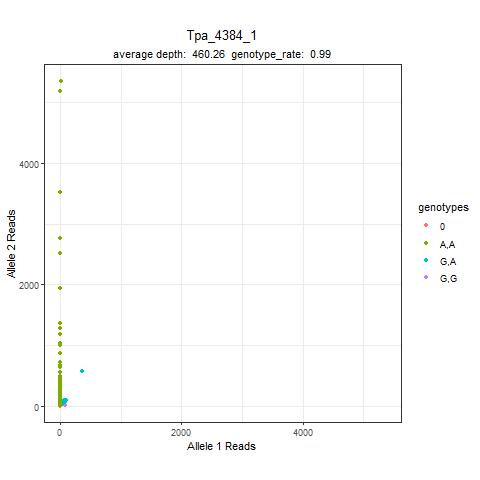 Tpa_4384_1
average depth: 460.26 genotype_rate: 0.99
Allele 2 Reads
4000
2000
0
0
2000
4000
Allele 1 Reads
genotypes
0
A,A
G,A
G,G